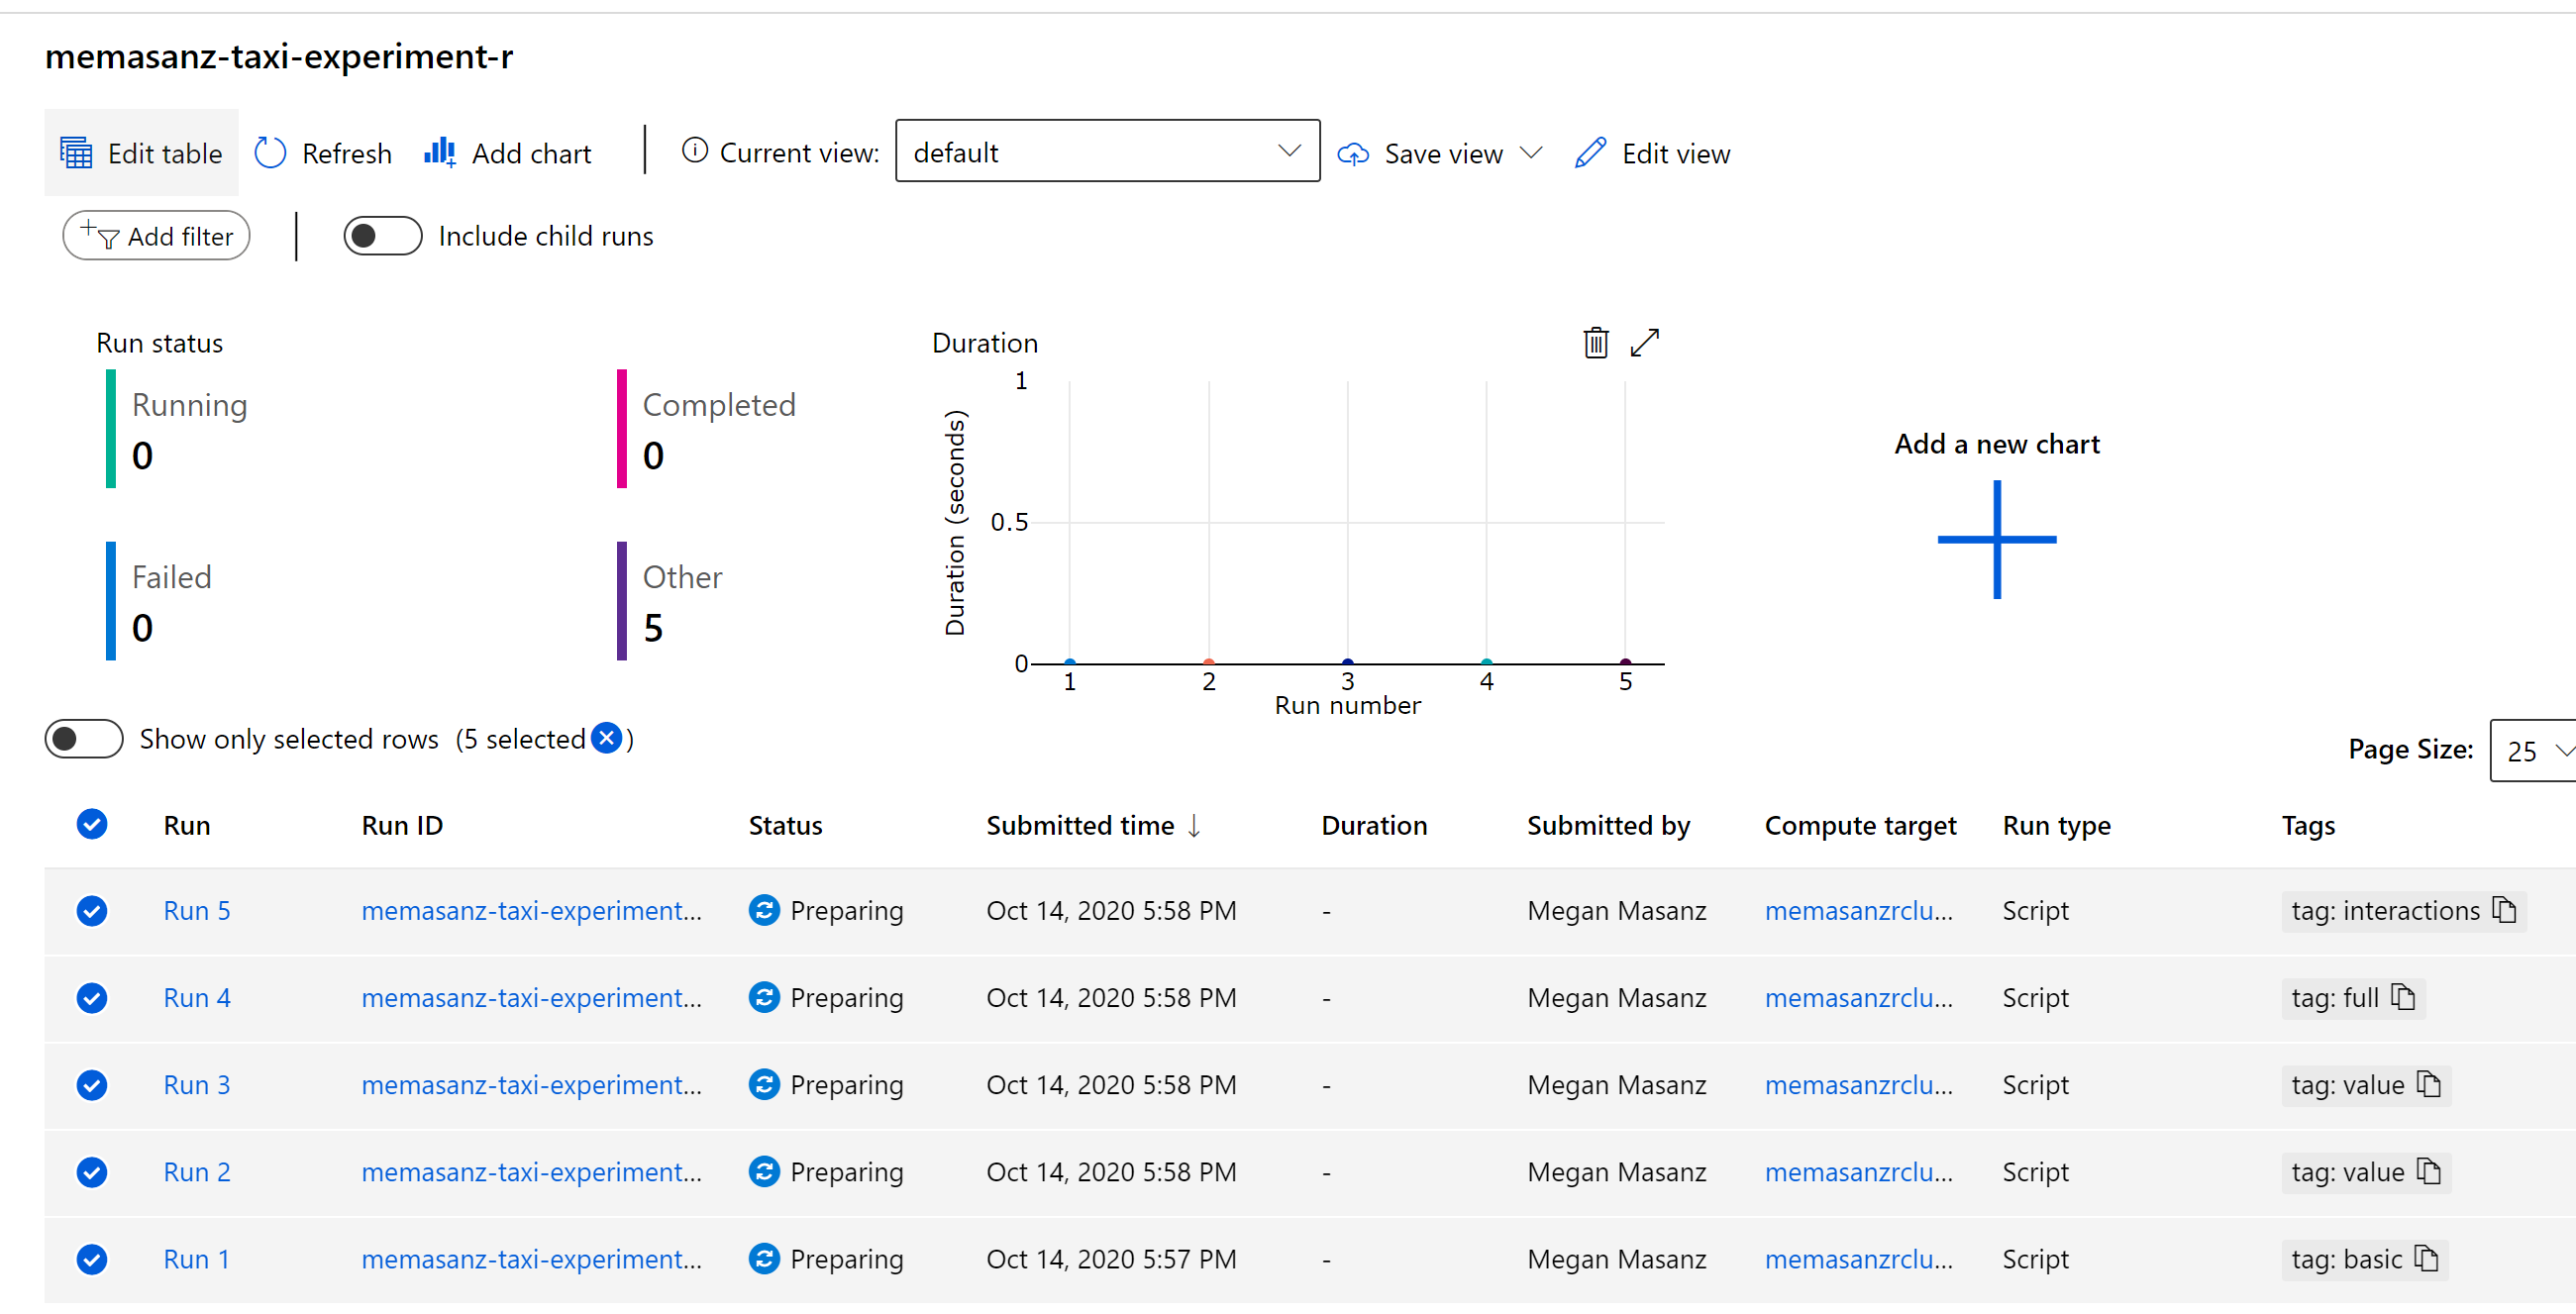 memasanz-taxi-experiment-r
Edit table Refresh Add chart Current view: default Save view Edit view
Add filter Include child runs
Run status
Running
0
Completed
0
Failed
0
Other
5
Duration
Duration (seconds)
1
0.5
0
1 2 3 4 5
Run number
Add a new chart
Show only selected rows (5 selected )
Page Size: 25
Run Run ID Status Submitted time ↓ Duration Submitted by Compute target Run type Tags
Run 5 memasanz-taxi-experiment... Preparing Oct 14, 2020 5:58 PM - Megan Masanz memasanzrclu... Script tag: interactions
Run 4 memasanz-taxi-experiment... Preparing Oct 14, 2020 5:58 PM - Megan Masanz memasanzrclu... Script tag: full
Run 3 memasanz-taxi-experiment... Preparing Oct 14, 2020 5:58 PM - Megan Masanz memasanzrclu... Script tag: value
Run 2 memasanz-taxi-experiment... Preparing Oct 14, 2020 5:58 PM - Megan Masanz memasanzrclu... Script tag: value
Run 1 memasanz-taxi-experiment... Preparing Oct 14, 2020 5:57 PM - Megan Masanz memasanzrclu... Script tag: basic